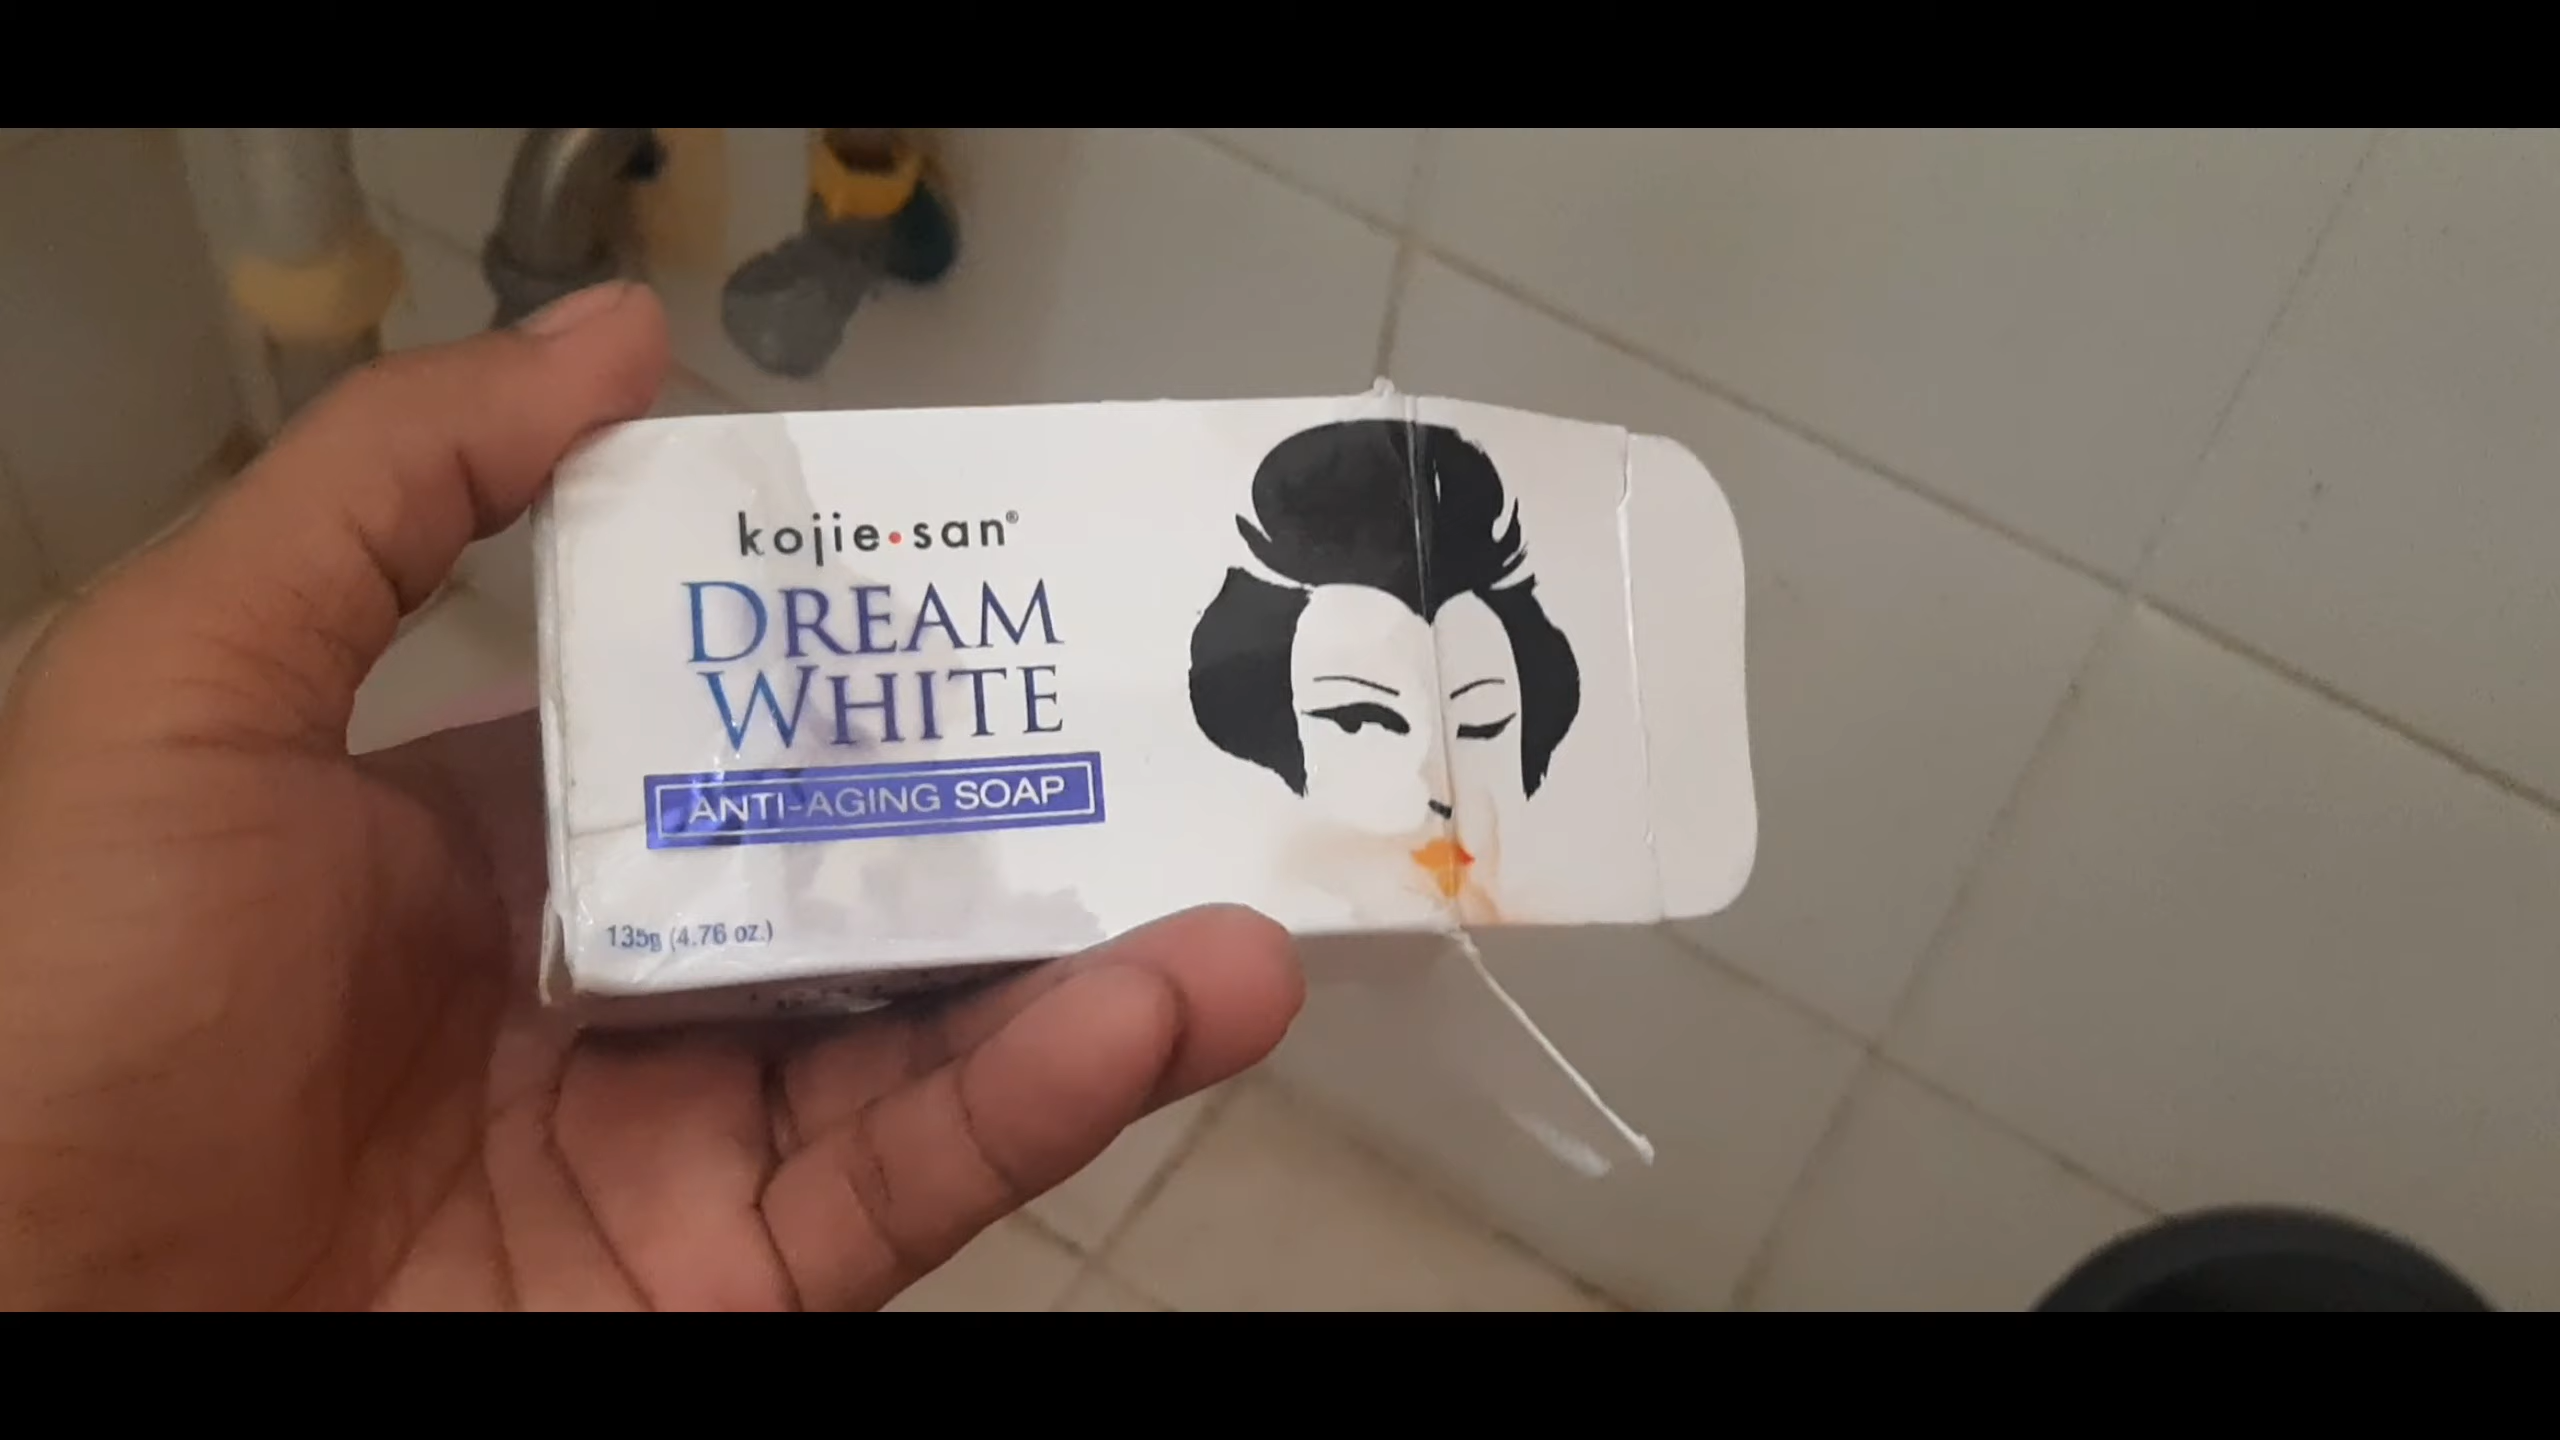 kojie•san®
DREAM
WHITE
ANTI-AGING SOAP
135g (4.76 oz.)